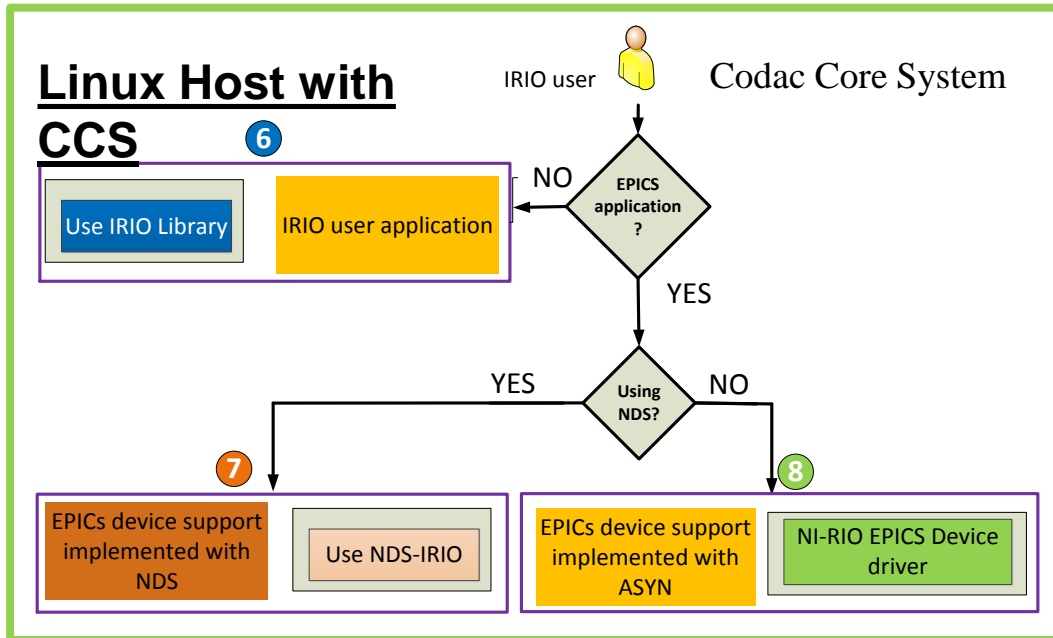 Linux Host with
CCS
IRIO user
Codac Core System
6
Use IRIO Library
IRIO user application
NO
EPICS
application
?
YES
Using
NDS?
YES
NO
7
EPICs device support
implemented with
NDS
Use NDS-IRIO
8
EPICs device support
implemented with
ASYN
NI-RIO EPICS Device
driver